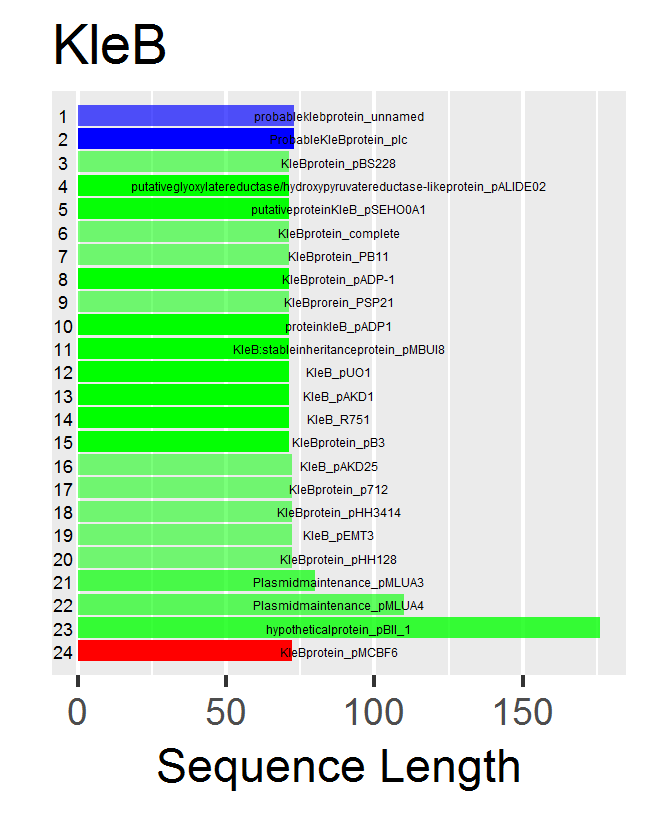 KleB
1 probableklebprotein_unnamed
2 ProbableKleBprotein_plc
3 KleBprotein_pBS228
4 putativeglyoxylatereductase/hydroxypyruvatereductase-likeprotein_pALIDE02
5 putativeproteinKleB_pSEHO0A1
6 KleBprotein_complete
7 KleBprotein_PB11
8 KleBprotein_pADP-1
9 KleBprorein_PSP21
10 proteinkleB_pADP1
11 KleB:stableinheritanceprotein_pMBUI8
12 KleB_pUO1
13 KleB_pAKD1
14 KleB_R751
15 KleBprotein_pB3
16 KleB_pAKD25
17 KleBprotein_p712
18 KleBprotein_pHH3414
19 KleB_pEMT3
20 KleBprotein_pHH128
21 Plasmidmaintenance_pMLUA3
22 Plasmidmaintenance_pMLUA4
23 hypotheticalprotein_pBII_1
24 KleBprotein_pMCBF6
0 50 100 150
Sequence Length